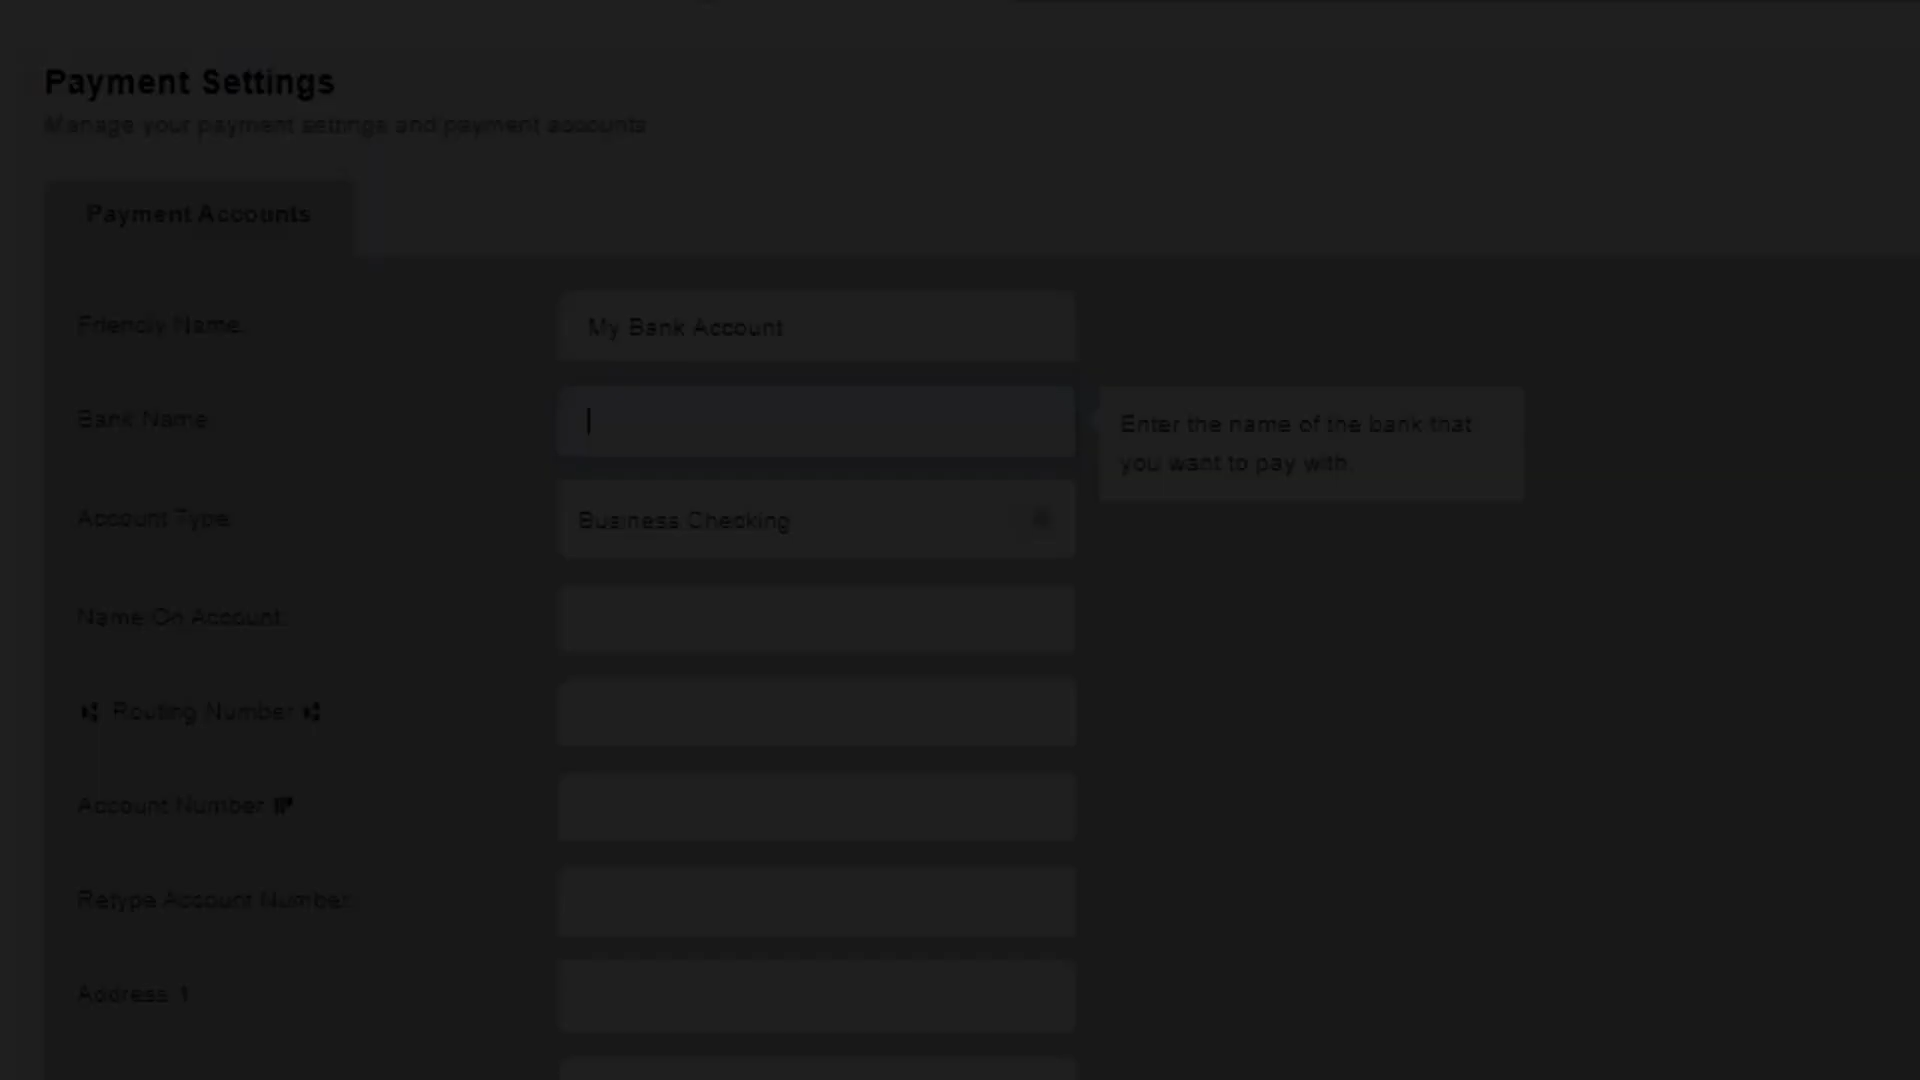 Payment Settings
Manage your payment settings and payment accounts
Payment Accounts
Friendly Name:
My Bank Account
Bank Name
Enter the name of the bank that
you want to pay with.
Account Type
Business Checking
Name On Account:
Routing Number
Account Number
Retype Account Number:
Address 1